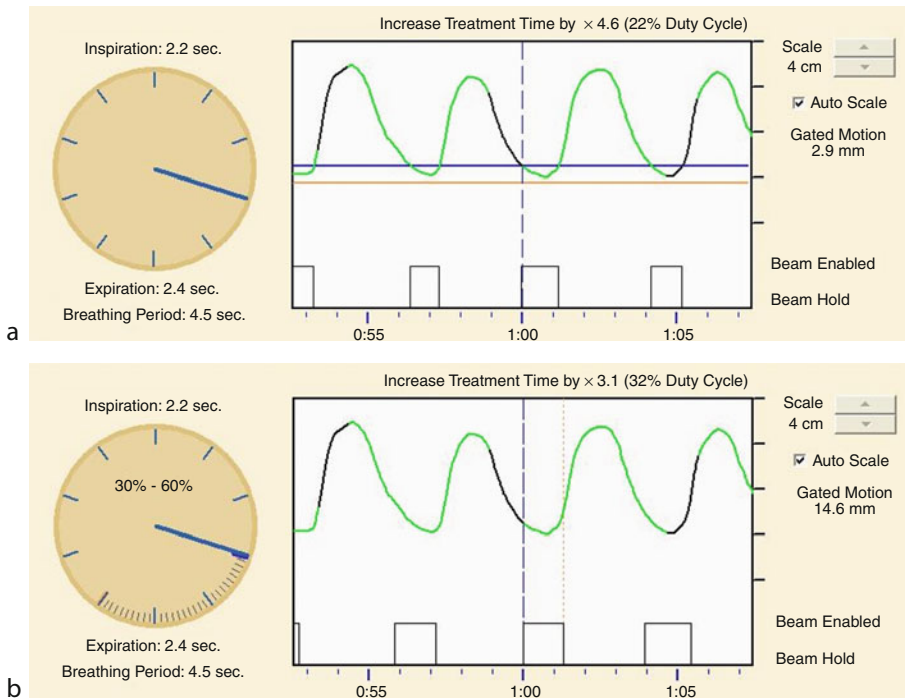 Increase Treatment Time by × 4.6 (22% Duty Cycle)
Inspiration: 2.2 sec.
Scale
4 cm
Auto Scale
Gated Motion
2.9 mm
Beam Enabled
Beam Hold
Expiration: 2.4 sec.
Breathing Period: 4.5 sec.
0:55 1:00 1:05
a
Increase Treatment Time by × 3.1 (32% Duty Cycle)
Inspiration: 2.2 sec.
Scale
4 cm
Auto Scale
30% - 60%
Gated Motion
14.6 mm
Beam Enabled
Beam Hold
Expiration: 2.4 sec.
Breathing Period: 4.5 sec.
0:55 1:00 1:05
b